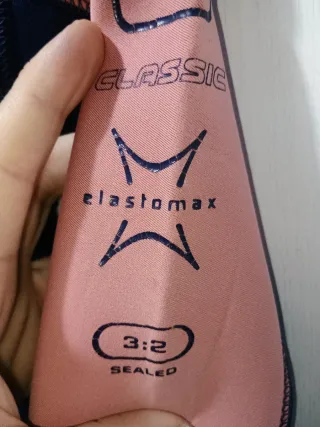 CLASSIC
elastomax
3:2
SEALED